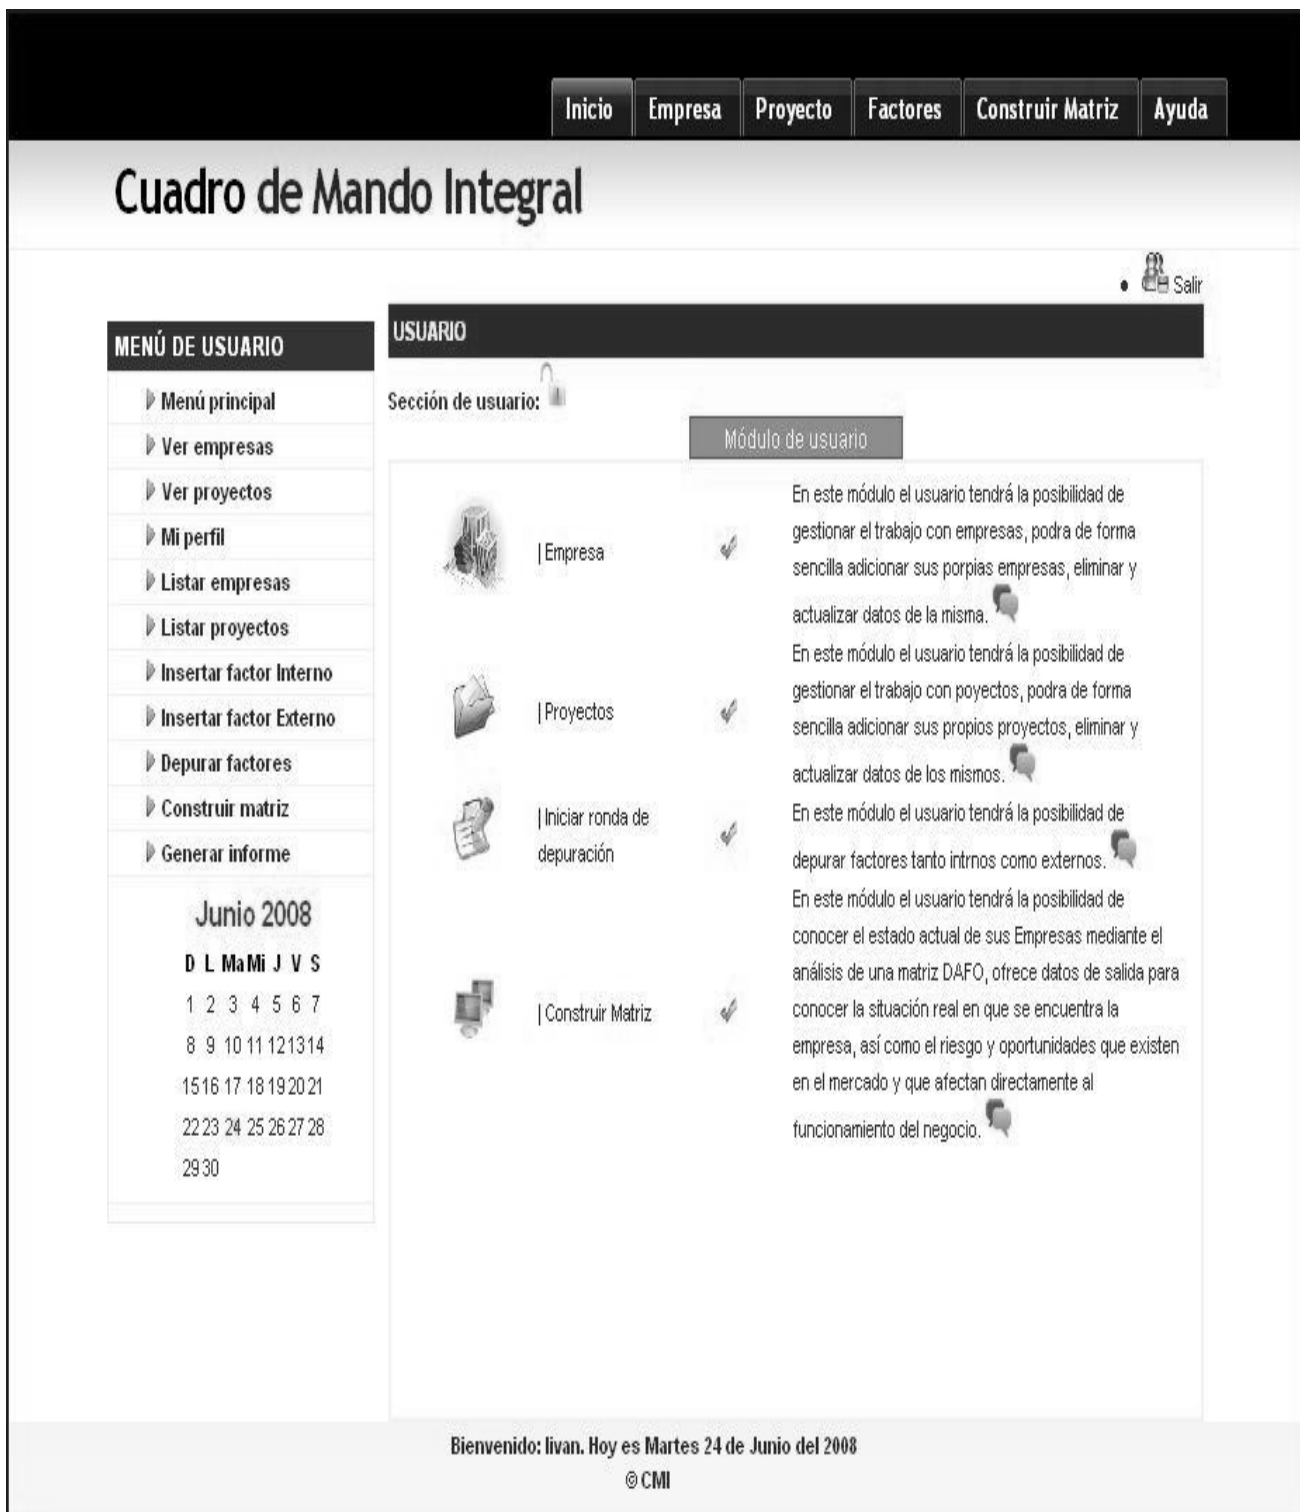 Inicio Empresa Proyecto Factores Construir Matriz Ayuda
Cuadro de Mando Integral
Salir
MENÚ DE USUARIO
Menú principal
Ver empresas
Ver proyectos
Mi perfil
Listar empresas
Listar proyectos
Insertar factor Interno
Insertar factor Externo
Depurar factores
Construir matriz
Generar informe
Junio 2008
D L Ma Mi J V S
1 2 3 4 5 6 7
8 9 10 11 12 13 14
15 16 17 18 19 20 21
22 23 24 25 26 27 28
29 30
USUARIO
Sección de usuario:
Módulo de usuario
| Empresa
En este módulo el usuario tendrá la posibilidad de
gestionar el trabajo con empresas, podra de forma
sencilla adicionar sus porpias empresas, eliminar y
actualizar datos de la misma.
| Proyectos
En este módulo el usuario tendrá la posibilidad de
gestionar el trabajo con poyectos, podra de forma
sencilla adicionar sus propios proyectos, eliminar y
actualizar datos de los mismos.
| Iniciar ronda de
depuración
En este módulo el usuario tendrá la posibilidad de
depurar factores tanto intrnos como externos.
| Construir Matriz
En este módulo el usuario tendrá la posibilidad de
conocer el estado actual de sus Empresas mediante el
análisis de una matriz DAFO, ofrece datos de salida para
conocer la situación real en que se encuentra la
empresa, así como el riesgo y oportunidades que existen
en el mercado y que afectan directamente al
funcionamiento del negocio.
Bienvenido: livan. Hoy es Martes 24 de Junio del 2008
© CMI